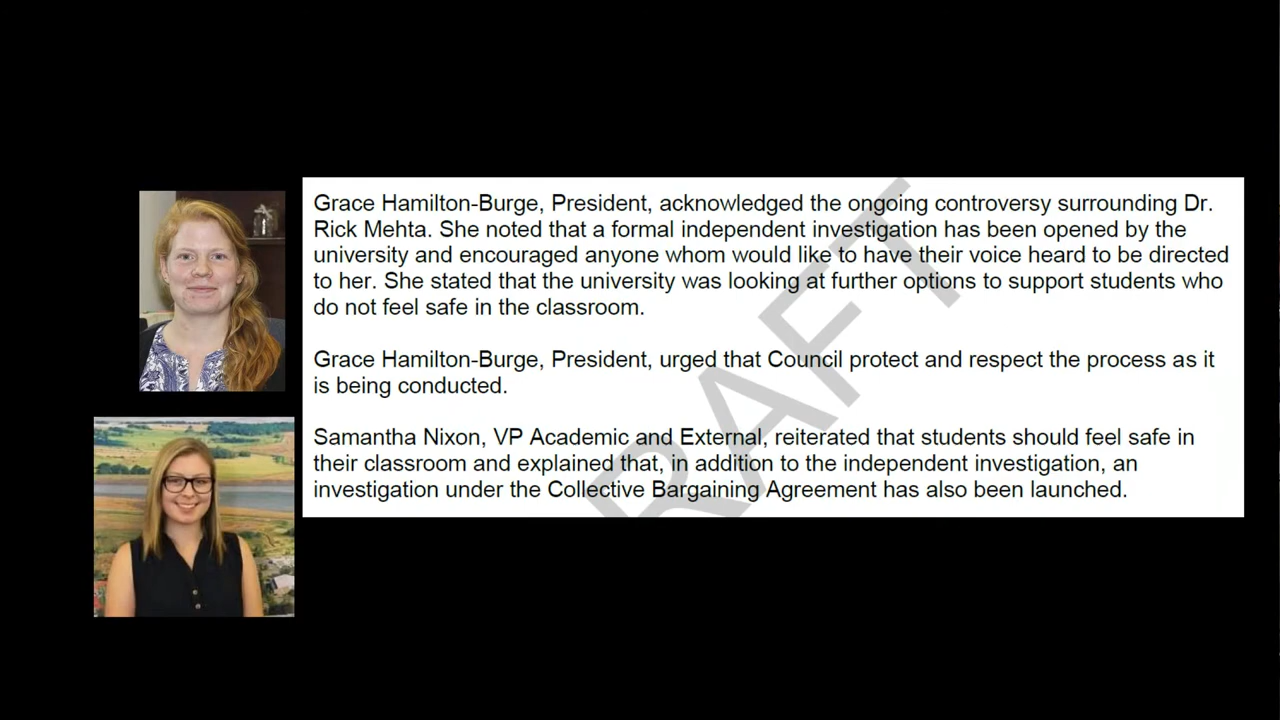 Grace Hamilton-Burge, President, acknowledged the ongoing controversy surrounding Dr.
Rick Mehta. She noted that a formal independent investigation has been opened by the
university and encouraged anyone whom would like to have their voice heard to be directed
to her. She stated that the university was looking at further options to support students who
do not feel safe in the classroom.
Grace Hamilton-Burge, President, urged that Council protect and respect the process as it
is being conducted.
Samantha Nixon, VP Academic and External, reiterated that students should feel safe in
their classroom and explained that, in addition to the independent investigation, an
investigation under the Collective Bargaining Agreement has also been launched.
RAFT